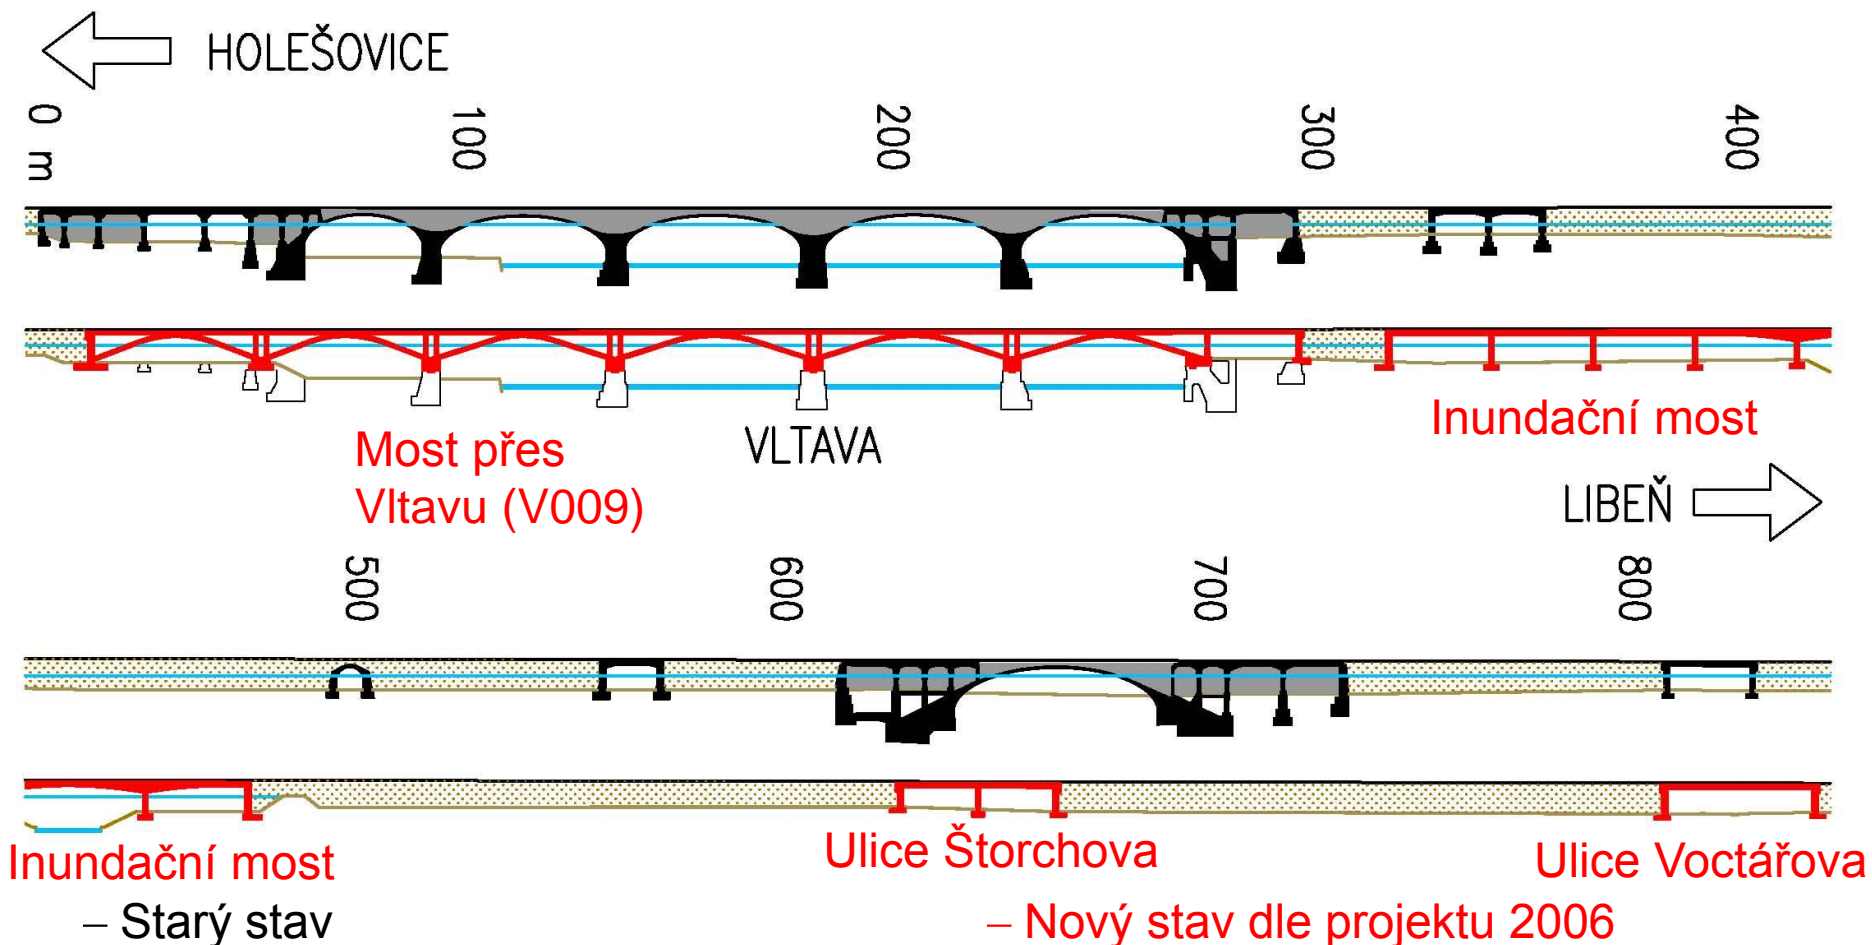 HOLEŠOVICE
0 m 100 200 300 400
Most přes
Vltavu (V009)
VLTAVA
Inundační most
LIBEŇ
500 600 700 800
Inundační most
Ulice Štorchova
Ulice Voctářova
– Starý stav
– Nový stav dle projektu 2006